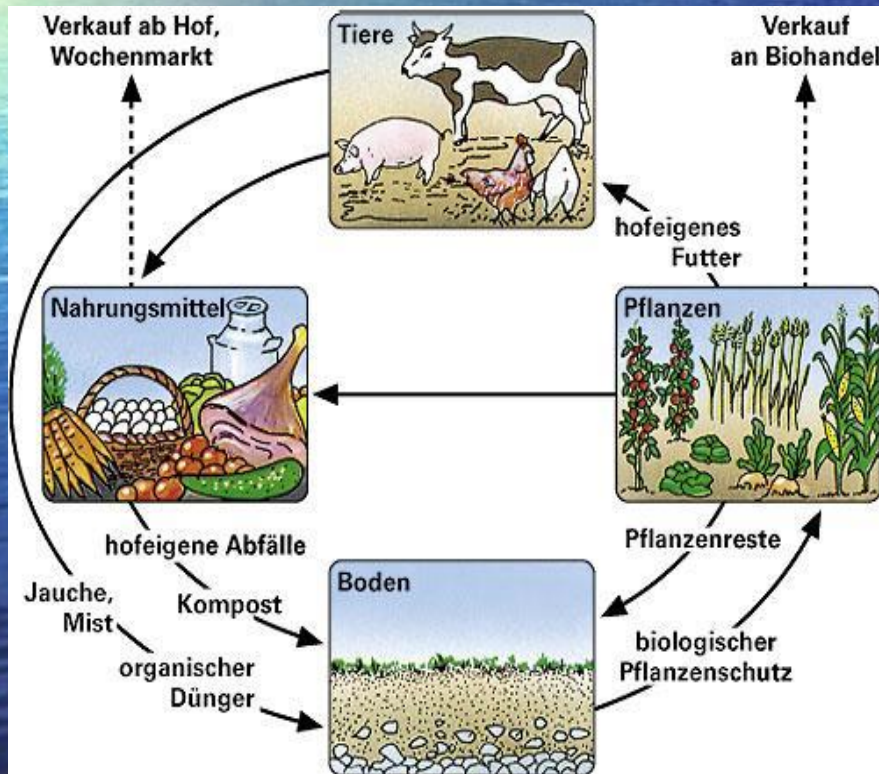 Verkauf ab Hof,
Wochenmarkt
Tiere
Verkauf
an Biohandel
hofeigenes
Futter
Nahrungsmittel
Pflanzen
hofeigene Abfälle
Kompost
Jauche,
Mist
organischer
Dünger
Boden
Pflanzenreste
biologischer
Pflanzenschutz